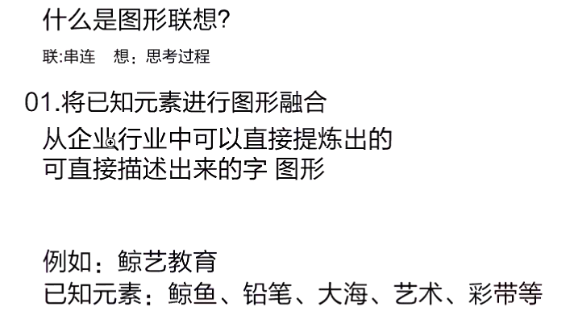 什么是图形联想?
联:串连 想：思考过程
01.将已知元素进行图形融合
从企业行业中可以直接提炼出的
可直接描述出来的字 图形
例如：鲸艺教育
已知元素：鲸鱼、铅笔、大海、艺术、彩带等